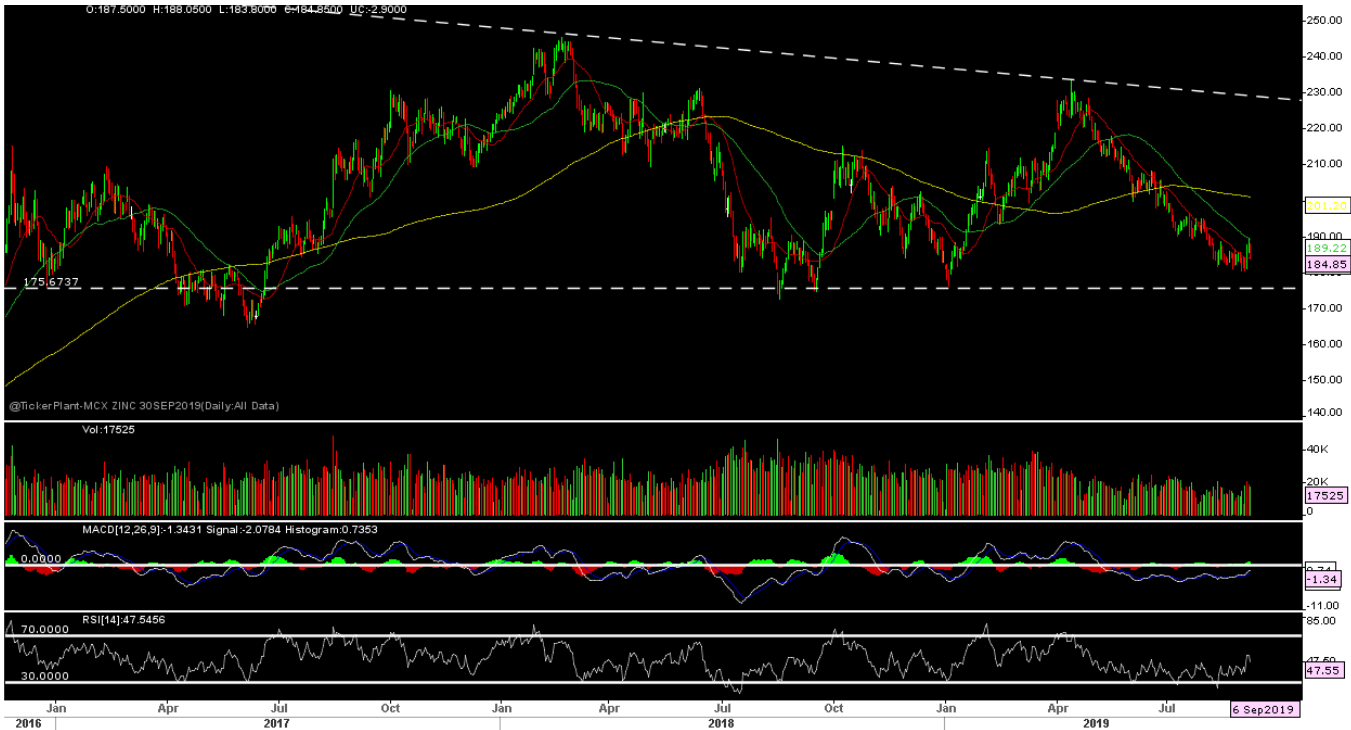 O:187.5000 H:188.0500 L:183.8000 C:184.8500 UC:-2.9000
250.00
240.00
230.00
220.00
210.00
201.20
190.00
189.22
184.85
175.6737
170.00
160.00
150.00
@TickerPlant-MCX ZINC 30SEP2019(Daily:All Data)
140.00
Vol:17525
40K
20K
17525
0
MACD[12,26,9]:-1.3431 Signal:-2.0784 Histogram:0.7353
0.0000
-1.34
-11.00
RSI[14]:47.5456
85.00
70.0000
47.55
30.0000
Jan Apr Jul Oct Jan Apr Jul Oct Jan Apr Jul 6 Sep2019
2016 2017 2018 2019